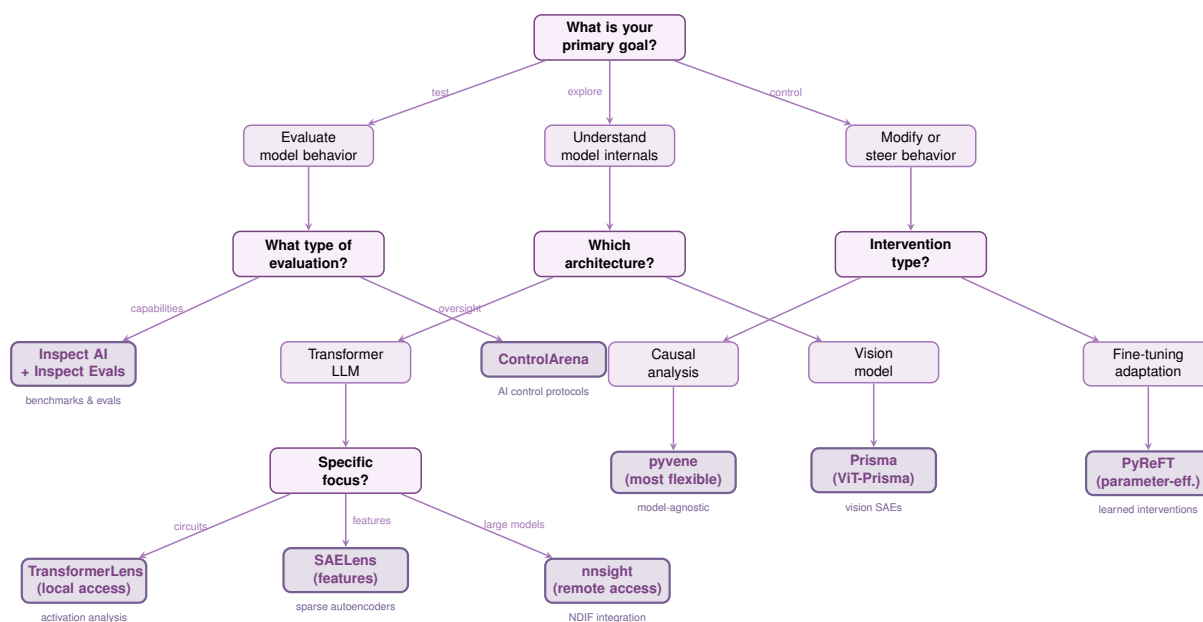 What is your
primary goal?
test
explore
control
Evaluate
model behavior
Understand
model internals
Modify or
steer behavior
What type of
evaluation?
Which
architecture?
Intervention
type?
capabilities
oversight
Inspect AI
+ Inspect Evals
benchmarks & evals
Transformer
LLM
ControlArena
AI control protocols
Causal
analysis
Vision
model
Fine-tuning
adaptation
Specific
focus?
pyvene
(most flexible)
model-agnostic
Prisma
(ViT-Prisma)
vision SAEs
PyReFT
(parameter-eff.)
learned interventions
circuits
features
large models
TransformerLens
(local access)
activation analysis
SAELens
(features)
sparse autoencoders
nnsight
(remote access)
NDIF integration